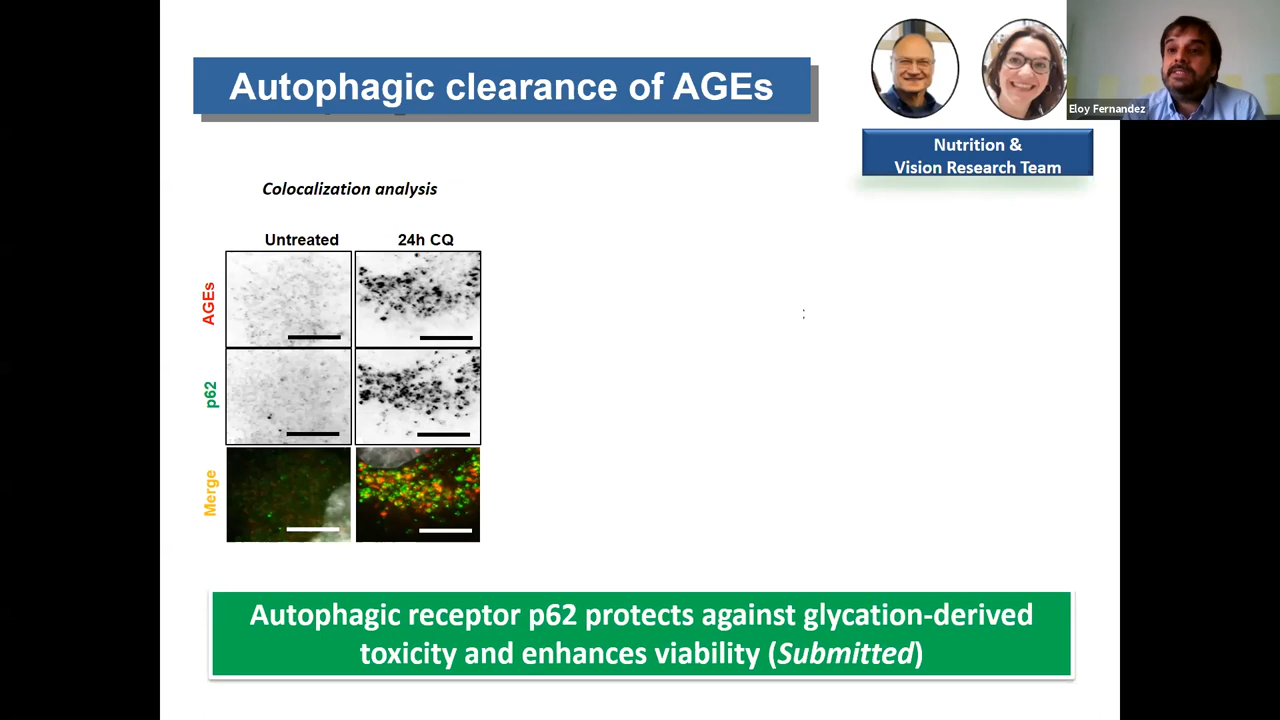 Autophagic clearance of AGEs
Eloy Fernandez
Nutrition &
Vision Research Team
Colocalization analysis
Untreated 24h CQ
AGEs
p62
Merge
:
Autophagic receptor p62 protects against glycation-derived
toxicity and enhances viability (Submitted)